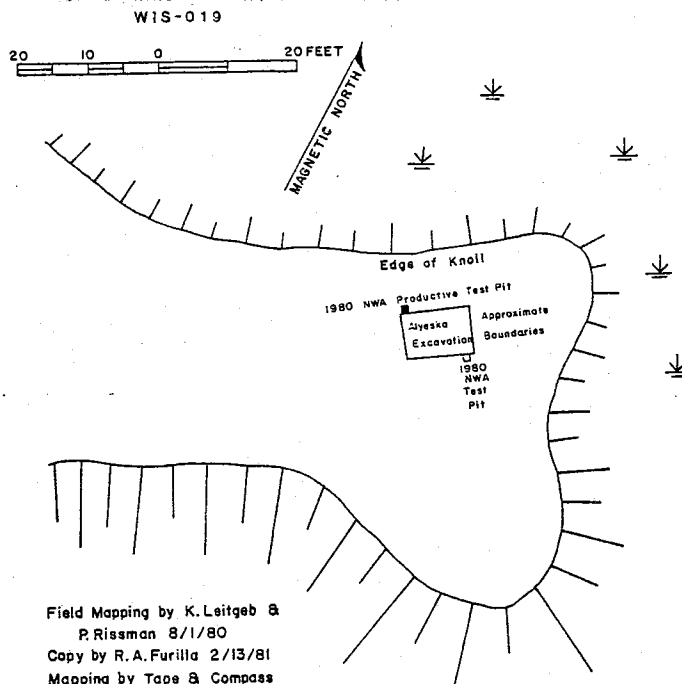 WIS-019
20 10 0 20 FEET
MAGNETIC NORTH
Edge of Knoll
1980 NWA Productive Test Pit
Alyeska
Excavation
Approximate
Boundaries
1980
NWA
Test
Pit
Field Mapping by K. Leitgeb &
P. Rissman 8/1/80
Copy by R. A. Furilla 2/13/81
Mapping by Tape & Compass